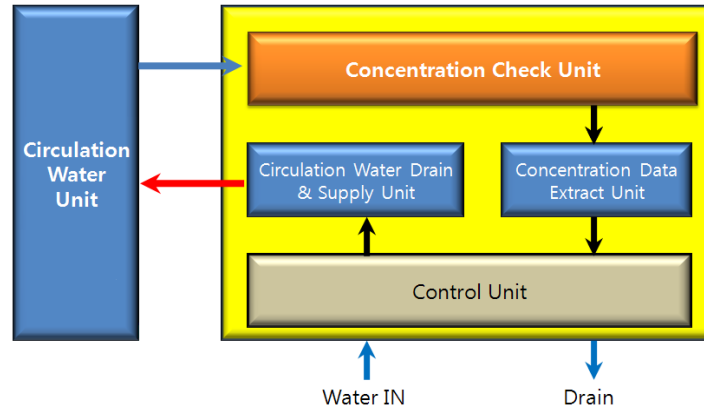 Concentration Check Unit
Circulation
Water
Unit
Circulation Water Drain
& Supply Unit
Concentration Data
Extract Unit
Control Unit
Water IN
Drain